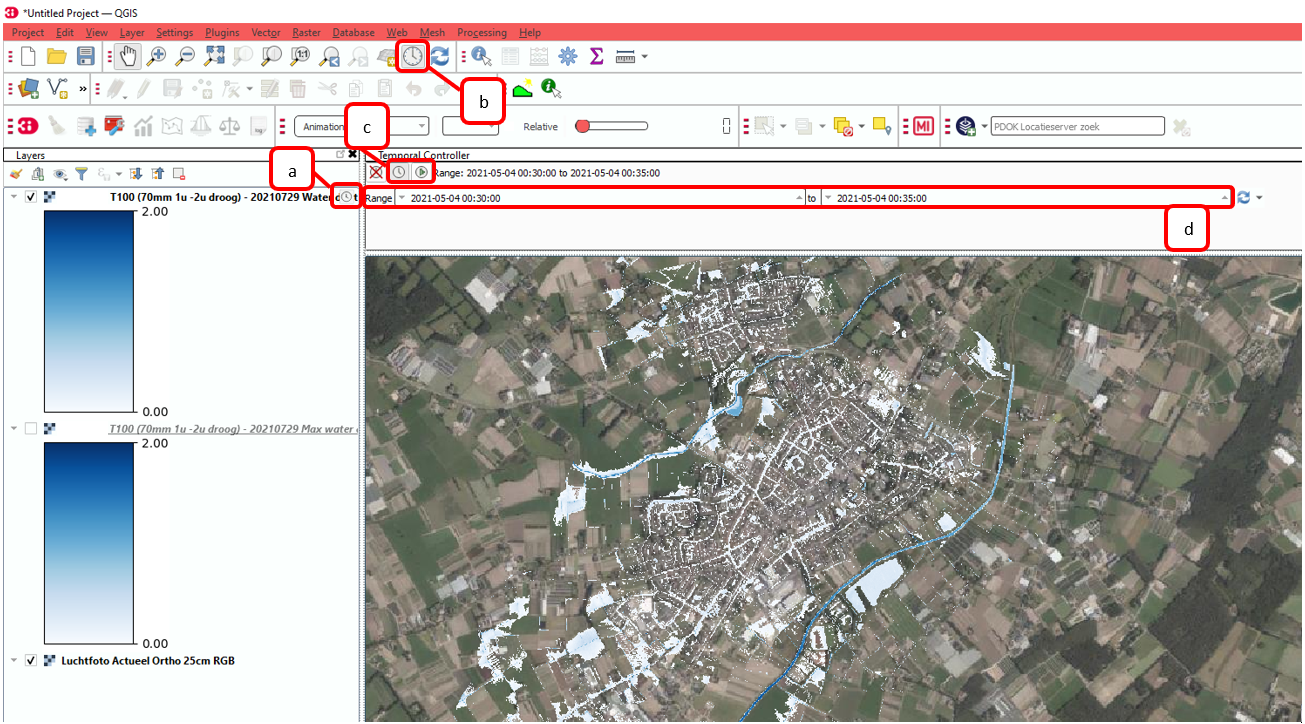 *Untitled Project — QGIS
Project Edit View Layer Settings Plugins Vector Raster Database Web Mesh Processing Help
1:1
b
»
c
Animation
Relative
MI
PDOK Locatieserver zoek
Layers
Temporal Controller
a
Range: 2021-05-04 00:30:00 to 2021-05-04 00:35:00
T100 (70mm 1u -2u droog) - 20210729 Water
Range 2021-05-04 00:30:00 to 2021-05-04 00:35:00
2.00
d
0.00
T100 (70mm 1u -2u droog) - 20210729 Max water
2.00
0.00
Luchtfoto Actueel Ortho 25cm RGB